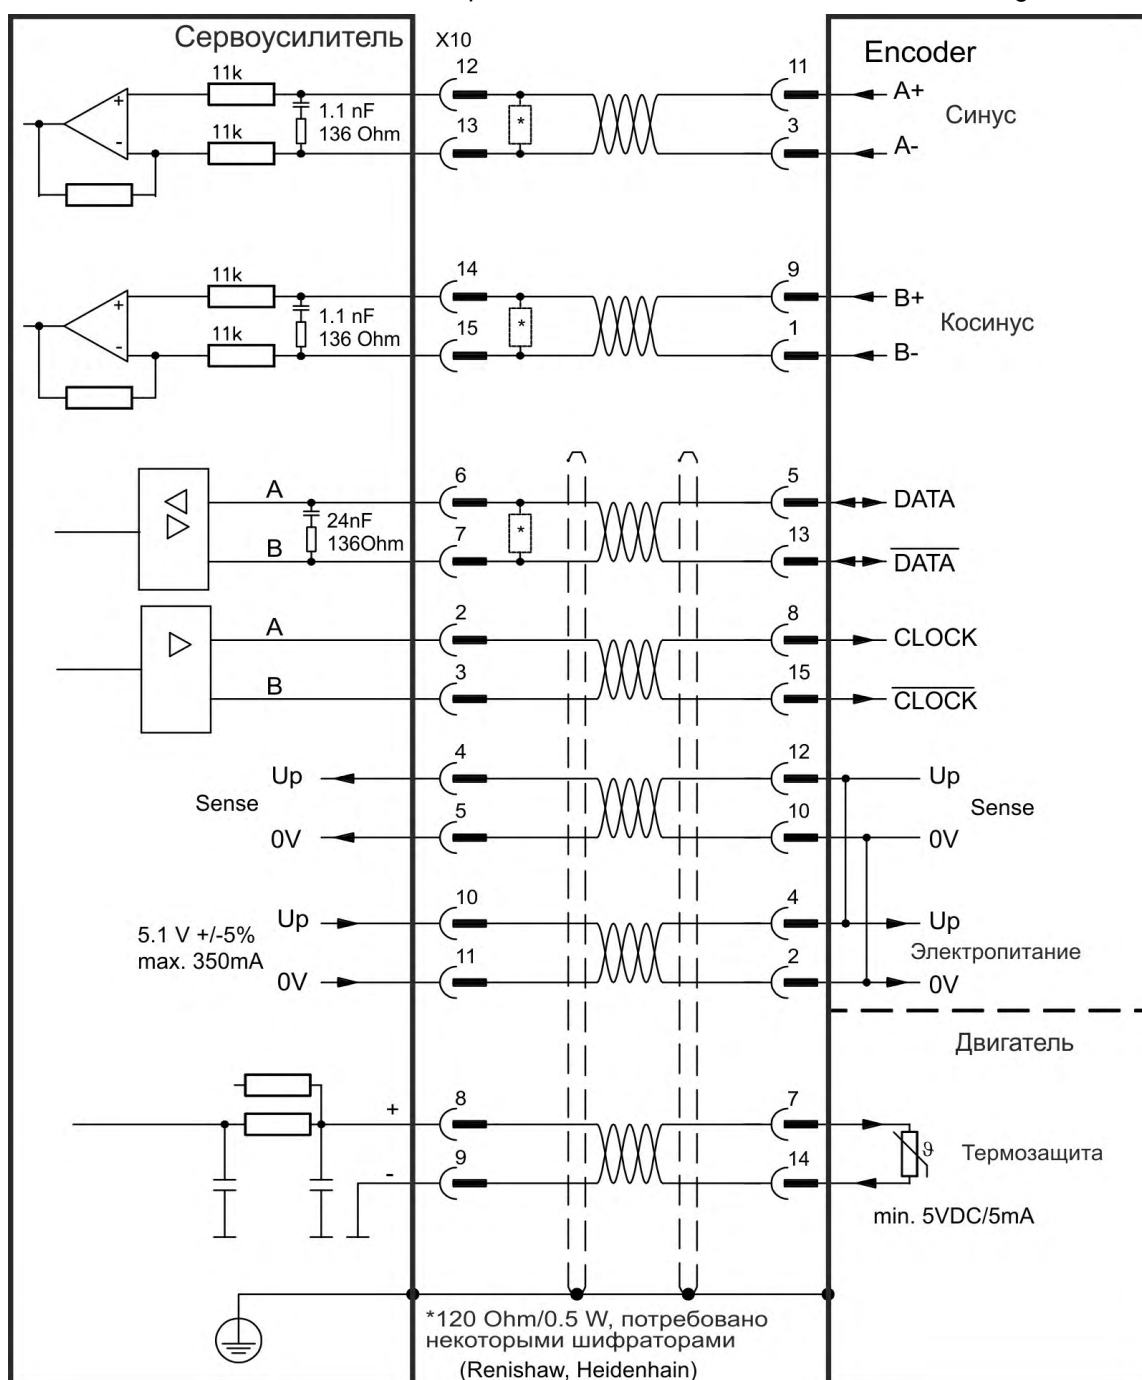 Сервоусилитель
X10
Encoder
11k
12
11
A+
+
1.1 nF
*
Синус
11k
13
136 Ohm
3
-
A-
11k
14
9
B+
+
1.1 nF
*
Косинус
11k
15
136 Ohm
1
-
B-
A
6
5
DATA
24nF
*
B
136Ohm
7
13
DATA
A
2
8
CLOCK
B
3
15
CLOCK
Up
4
12
Up
Sense
Sense
0V
5
10
0V
Up
10
4
Up
5.1 V +/-5%
max. 350mA
Электропитание
0V
11
2
0V
Двигатель
+
8
7
ϑ
Термозащита
-
9
14
min. 5VDC/5mA
*120 Ohm/0.5 W, потребовано
некоторыми шифраторами
(Renishaw, Heidenhain)